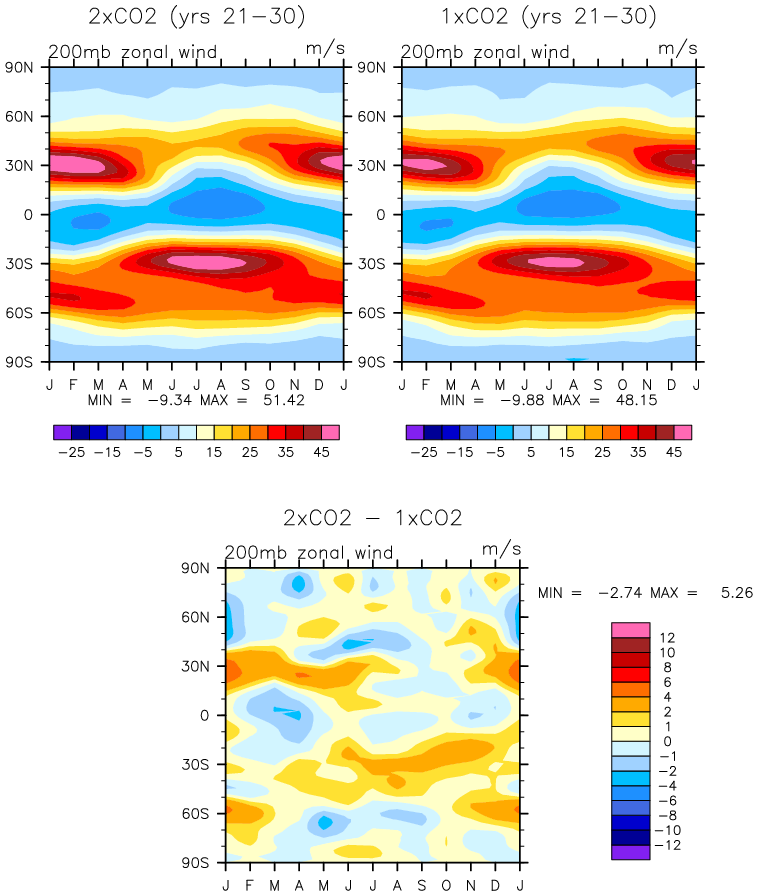 2xCO2 (yrs 21−30) 1xCO2 (yrs 21−30)
200mb zonal wind m/s 200mb zonal wind m/s
90N 90N
60N 60N
30N 30N
0 0
30S 30S
60S 60S
90S 90S
J F M A M J J A S O N D J J F M A M J J A S O N D J
MIN = −9.34 MAX = 51.42 MIN = −9.88 MAX = 48.15
−25 −15 −5 5 15 25 35 45 −25 −15 −5 5 15 25 35 45
2xCO2 − 1xCO2
200mb zonal wind m/s
90N
MIN = −2.74 MAX = 5.26
60N
30N
0
30S
60S
90S
J F M A M J J A S O N D J
12
10
8
6
4
2
1
0
−1
−2
−4
−6
−8
−10
−12